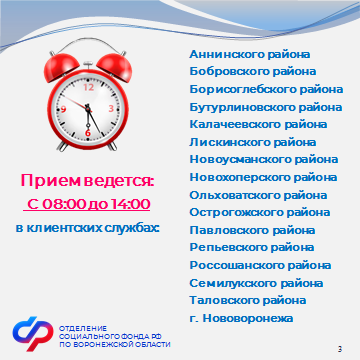 Прием ведется:
С 08:00 до 14:00
в клиентских службах:
Аннинского района
Бобровского района
Борисоглебского района
Бутурлиновского района
Калачеевского района
Лискинского района
Новоусманского района
Новохоперского района
Ольховатского района
Острогожского района
Павловского района
Репьевского района
Россошанского района
Семилукского района
Таловского района
г. Нововоронежа
ОТДЕЛЕНИЕ
СОЦИАЛЬНОГО ФОНДА РФ
ПО ВОРОНЕЖСКОЙ ОБЛАСТИ
3